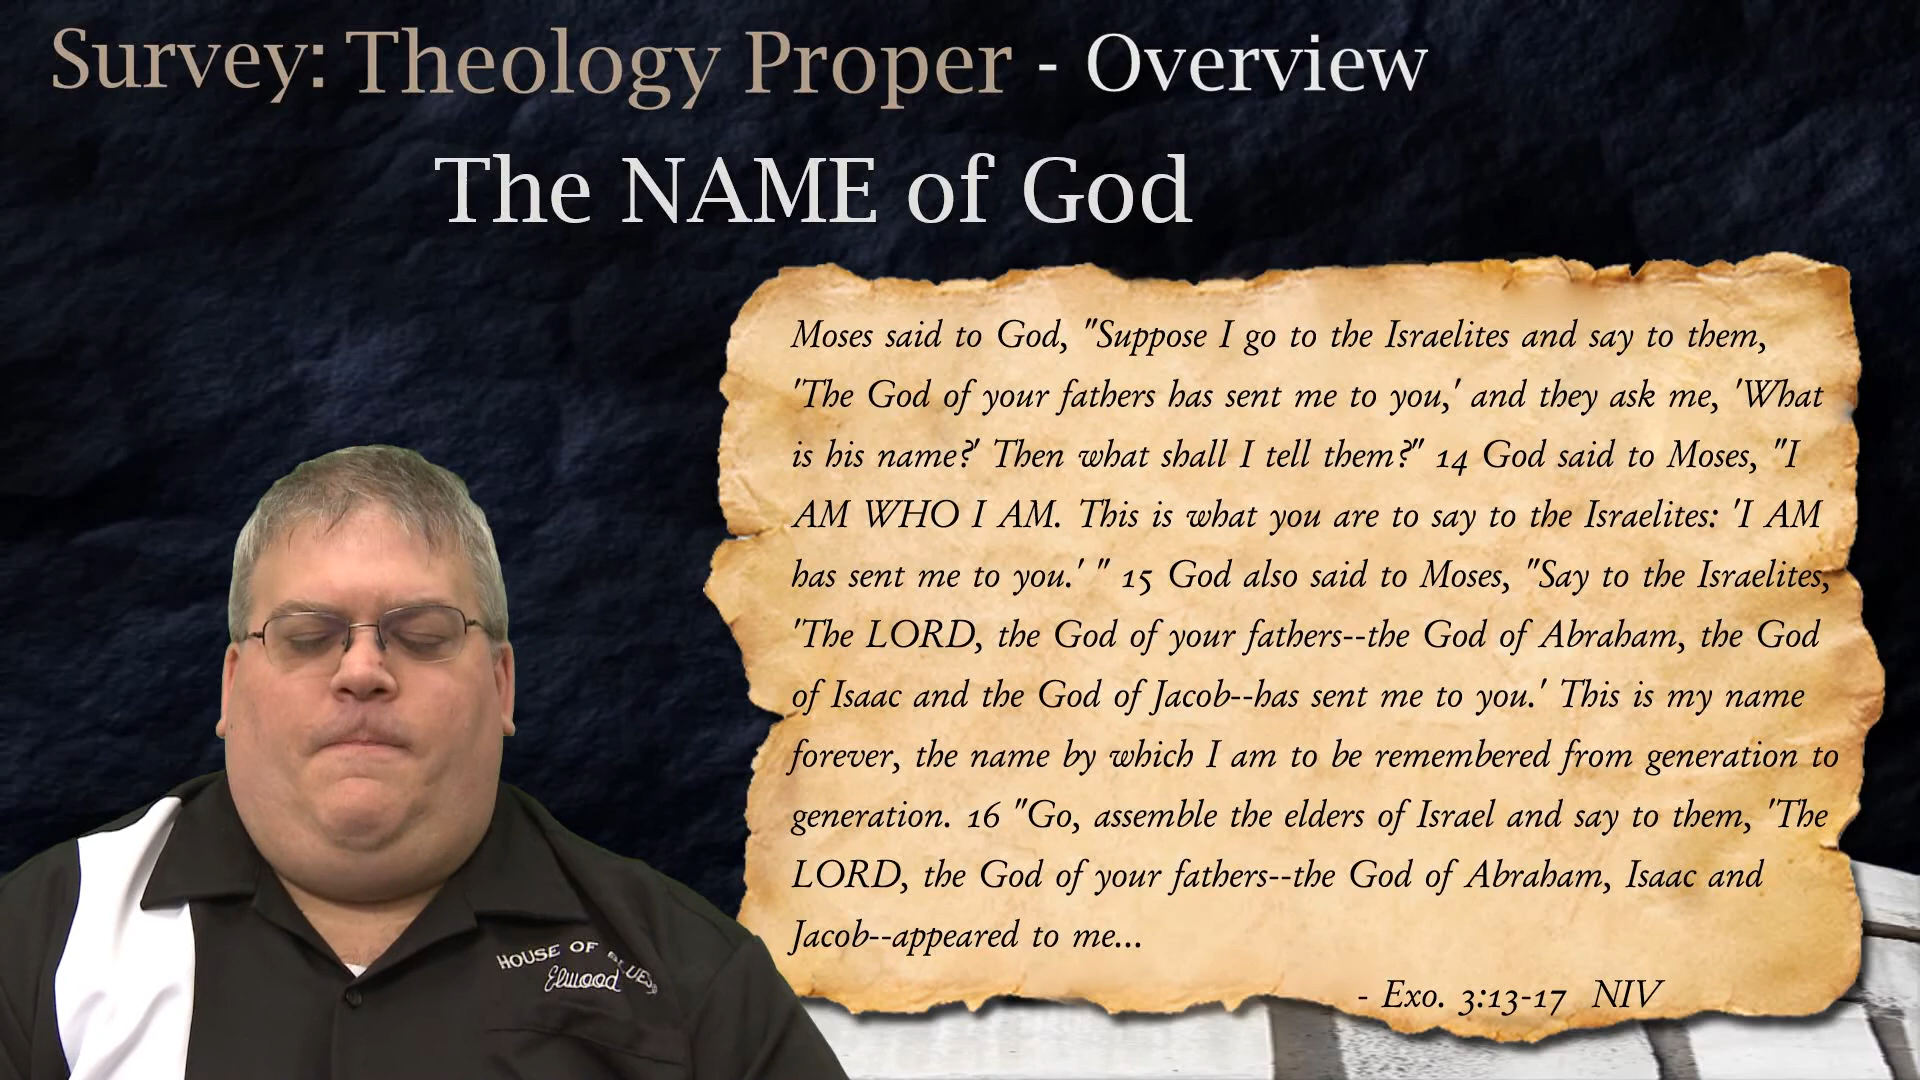 Survey: Theology Proper - Overview
The NAME of God
Moses said to God, "Suppose I go to the Israelites and say to them,
'The God of your fathers has sent me to you,' and they ask me, 'What
is his name?' Then what shall I tell them?" 14 God said to Moses, "I
AM WHO I AM. This is what you are to say to the Israelites: 'I AM
has sent me to you.' " 15 God also said to Moses, "Say to the Israelites,
'The LORD, the God of your fathers--the God of Abraham, the God
of Isaac and the God of Jacob--has sent me to you.' This is my name
forever, the name by which I am to be remembered from generation to
generation. 16 "Go, assemble the elders of Israel and say to them, 'The
LORD, the God of your fathers--the God of Abraham, Isaac and
Jacob--appeared to me...
- Exo. 3:13-17 NIV
HOUSE OF BLUES
Elwood